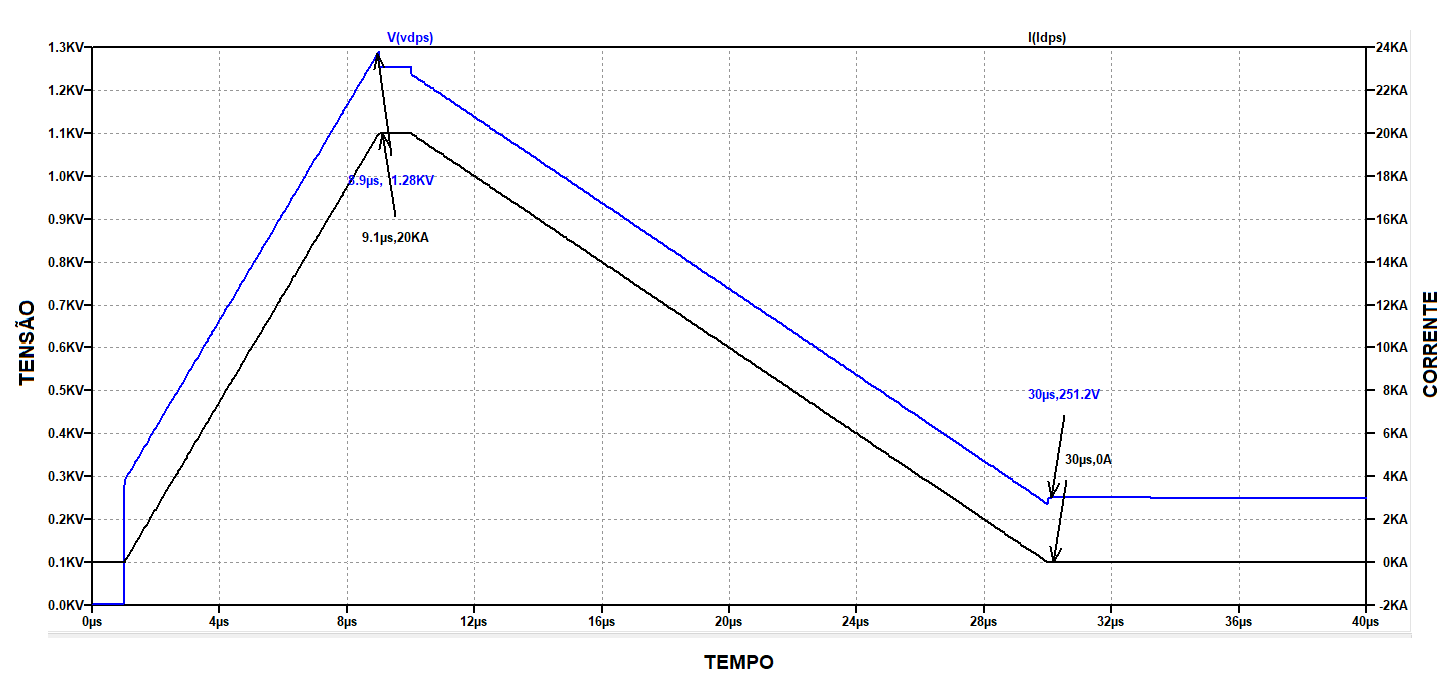 V(vdps) I(Idps)
1.3KV 24KA
1.2KV 22KA
1.1KV 20KA
1.0KV 18KA
8.9µs, 1.28KV
0.9KV 16KA
9.1µs,20KA
0.8KV 14KA
0.7KV 12KA
0.6KV 10KA
0.5KV 8KA
30µs,251.2V
0.4KV 6KA
30µs,0A
0.3KV 4KA
0.2KV 2KA
0.1KV 0KA
0.0KV -2KA
TENSÃO
CORRENTE
0µs 4µs 8µs 12µs 16µs 20µs 24µs 28µs 32µs 36µs 40µs
TEMPO